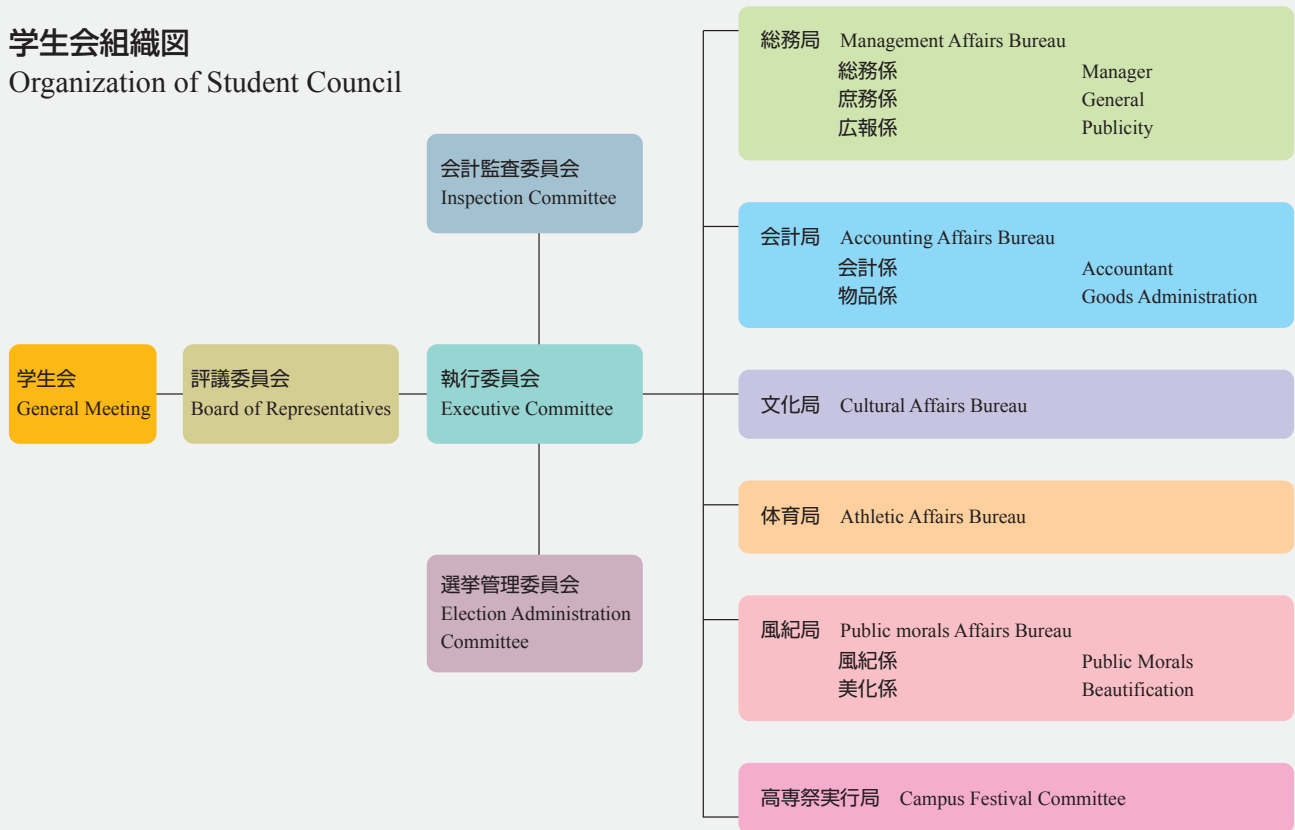 学生会組織図
Organization of Student Council
学生会
General Meeting
評議委員会
Board of Representatives
会計監査委員会
Inspection Committee
執行委員会
Executive Committee
選挙管理委員会
Election Administration
Committee
総務局 Management Affairs Bureau
総務係 Manager
庶務係 General
広報係 Publicity
会計局 Accounting Affairs Bureau
会計係 Accountant
物品係 Goods Administration
文化局 Cultural Affairs Bureau
体育局 Athletic Affairs Bureau
風紀局 Public morals Affairs Bureau
風紀係 Public Morals
美化係 Beautification
高専祭実行局 Campus Festival Committee